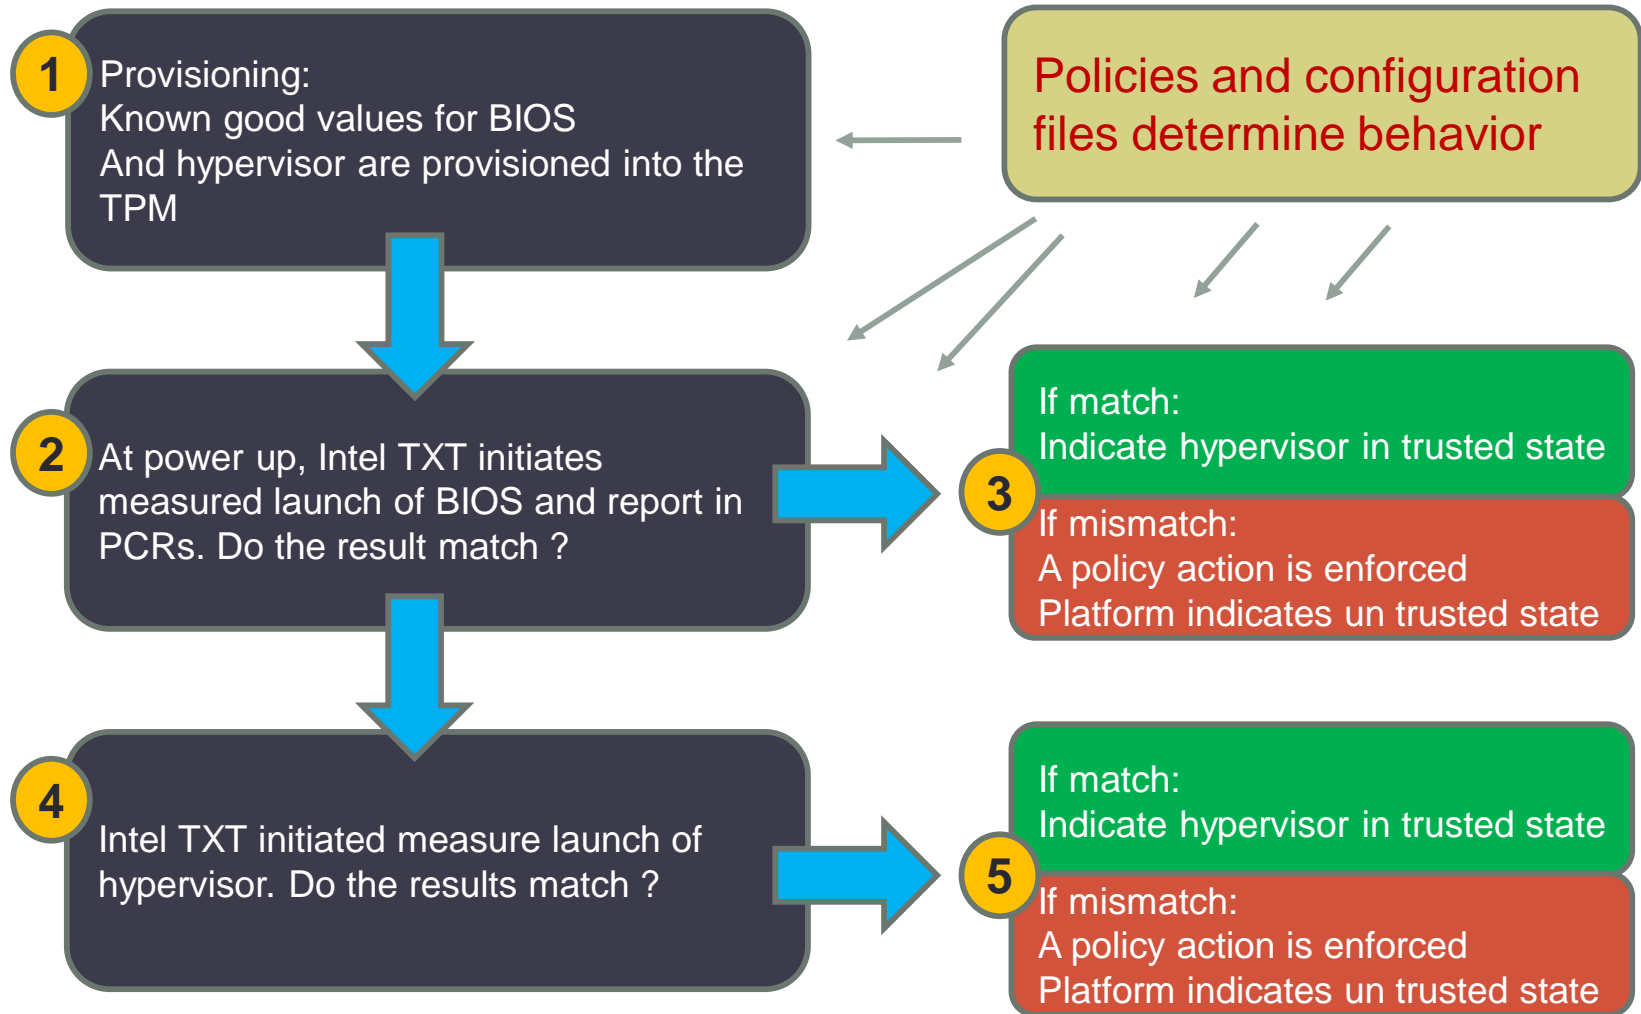 1
Provisioning:
Known good values for BIOS
And hypervisor are provisioned into the
TPM
Policies and configuration
files determine behavior
2
At power up, Intel TXT initiates
measured launch of BIOS and report in
PCRs. Do the result match ?
3
If match:
Indicate hypervisor in trusted state
If mismatch:
A policy action is enforced
Platform indicates un trusted state
4
Intel TXT initiated measure launch of
hypervisor. Do the results match ?
5
If match:
Indicate hypervisor in trusted state
If mismatch:
A policy action is enforced
Platform indicates un trusted state